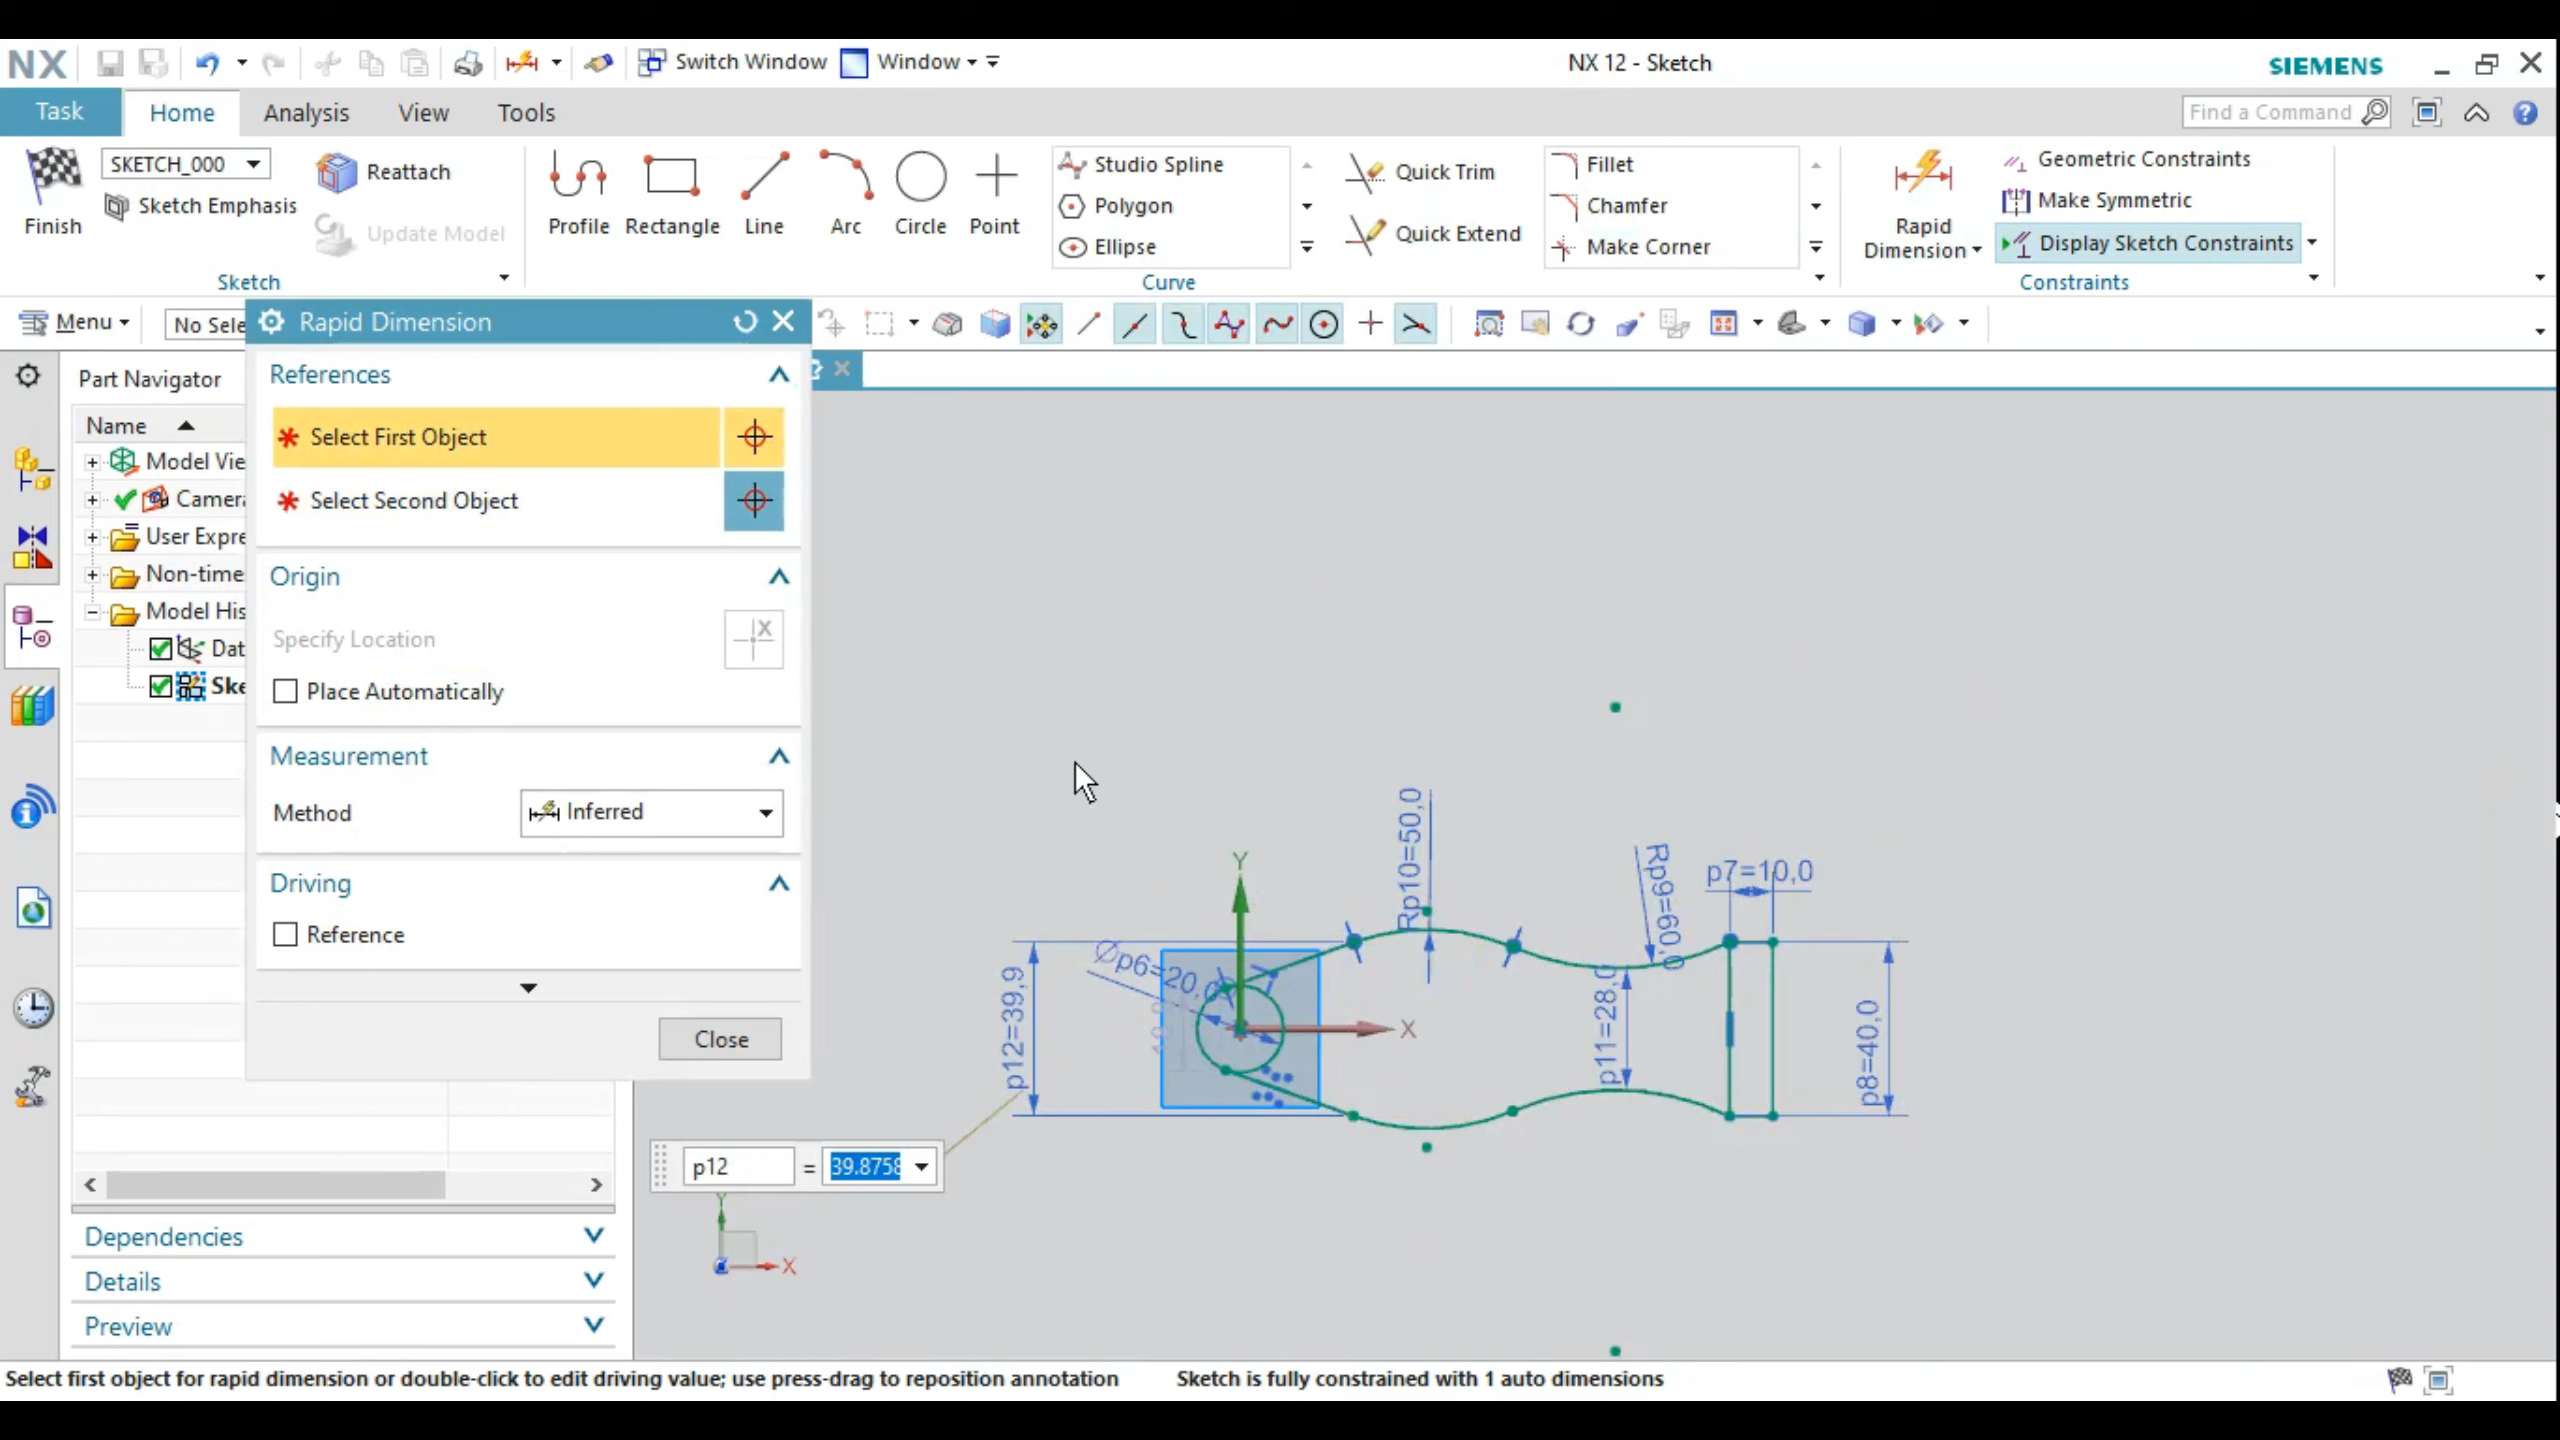 NX
Switch Window
Window
NX 12 - Sketch
SIEMENS
Task
Home
Analysis
View
Tools
Find a Command
Finish
SKETCH_000
Sketch Emphasis
Reattach
Update Model
Sketch
Profile
Rectangle
Line
Arc
Circle
Point
Studio Spline
Polygon
Ellipse
Curve
Quick Trim
Quick Extend
Fillet
Chamfer
Make Corner
Rapid
Dimension
Geometric Constraints
Make Symmetric
Display Sketch Constraints
Constraints
Menu
No Sele
Rapid Dimension
References
Select First Object
Select Second Object
Origin
Specify Location
Place Automatically
Measurement
Method
Inferred
Driving
Reference
Close
Part Navigator
Name
Model Vie
Camera
User Expre
Non-time
Model His
Dat
Ske
Dependencies
Details
Preview
p12 = 39.8758
Y
X
X
p12=39,9
Øp6=20,0
Rp10=50,0
Rp9=60,0
p7=10,0
p11=28,0
p8=40,0
Select first object for rapid dimension or double-click to edit driving value; use press-drag to reposition annotation
Sketch is fully constrained with 1 auto dimensions